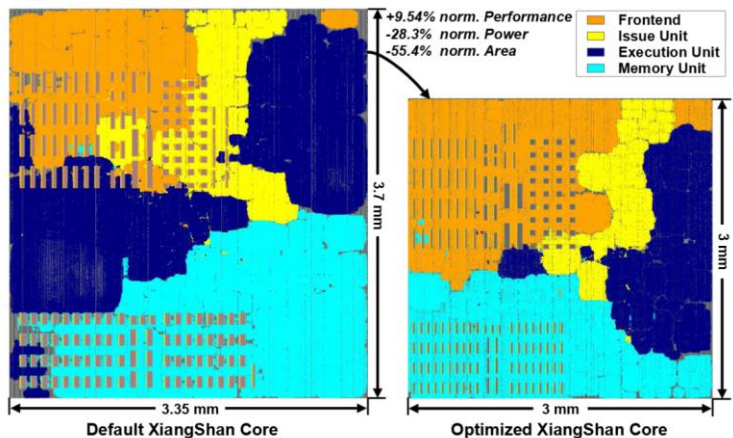 +9.54% norm. Performance
-28.3% norm. Power
-55.4% norm. Area
Frontend
Issue Unit
Execution Unit
Memory Unit
3.7 mm
3 mm
3.35 mm
3 mm
Default XiangShan Core
Optimized XiangShan Core